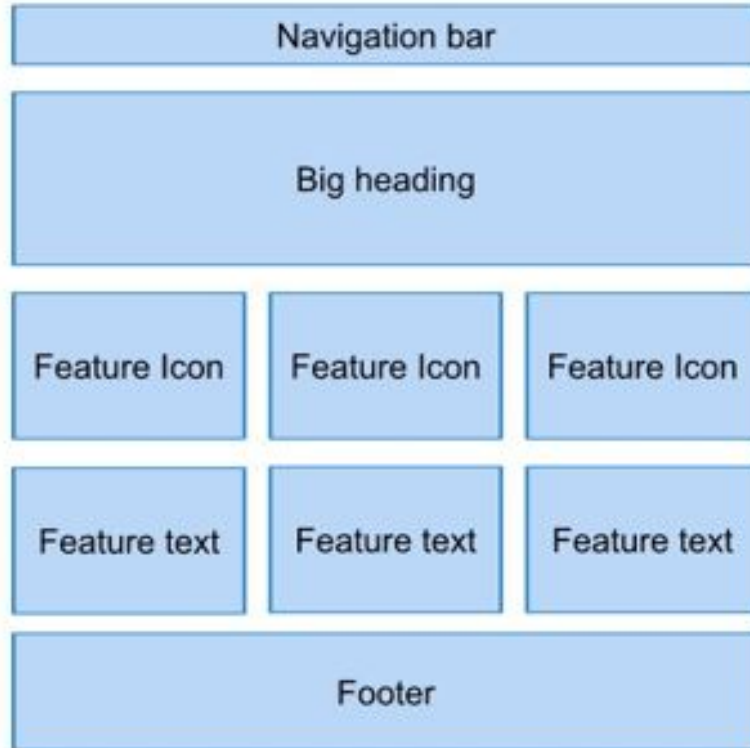 Navigation bar
Big heading
Feature Icon
Feature Icon
Feature Icon
Feature text
Feature text
Feature text
Footer